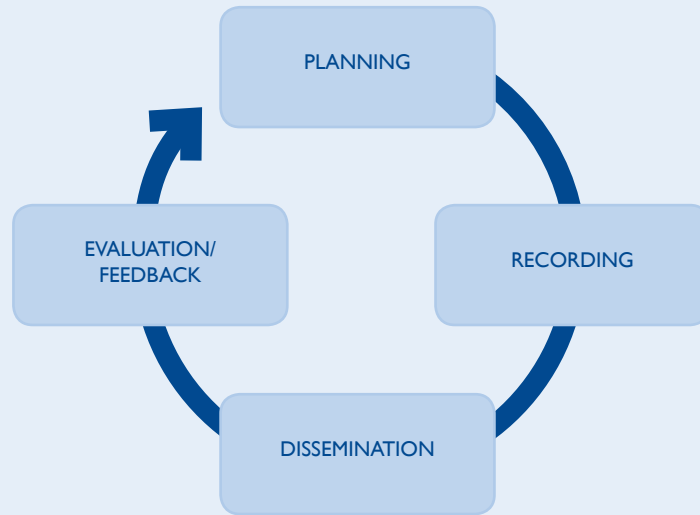 PLANNING
RECORDING
DISSEMINATION
EVALUATION/
FEEDBACK